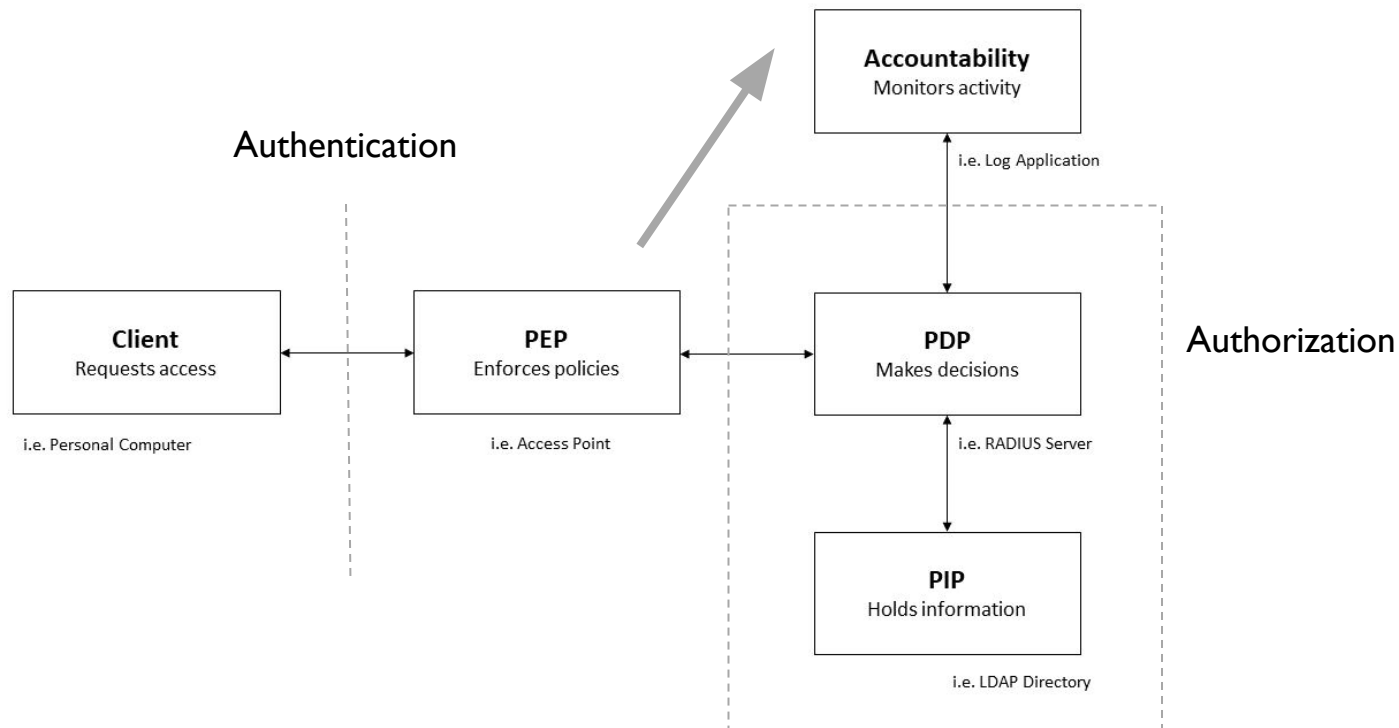 Accountability
Monitors activity
i.e. Log Application
Authentication
Client
Requests access
i.e. Personal Computer
PEP
Enforces policies
i.e. Access Point
PDP
Makes decisions
i.e. RADIUS Server
Authorization
PIP
Holds information
i.e. LDAP Directory